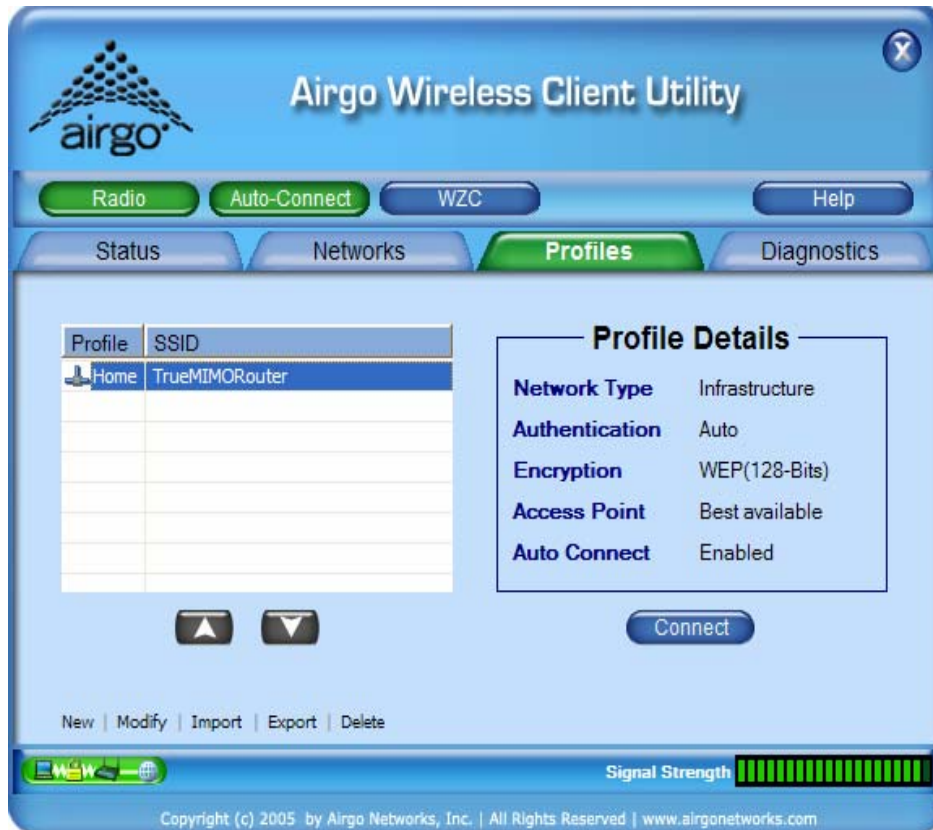 airgo
Airgo Wireless Client Utility
X
Radio Auto-Connect WZC Help
Status Networks Profiles Diagnostics
Profile SSID
Home TrueMIMORouter
Profile Details
Network Type Infrastructure
Authentication Auto
Encryption WEP(128-Bits)
Access Point Best available
Auto Connect Enabled
Connect
New | Modify | Import | Export | Delete
Signal Strength
Copyright (c) 2005 by Airgo Networks, Inc. | All Rights Reserved | www.airgonetworks.com